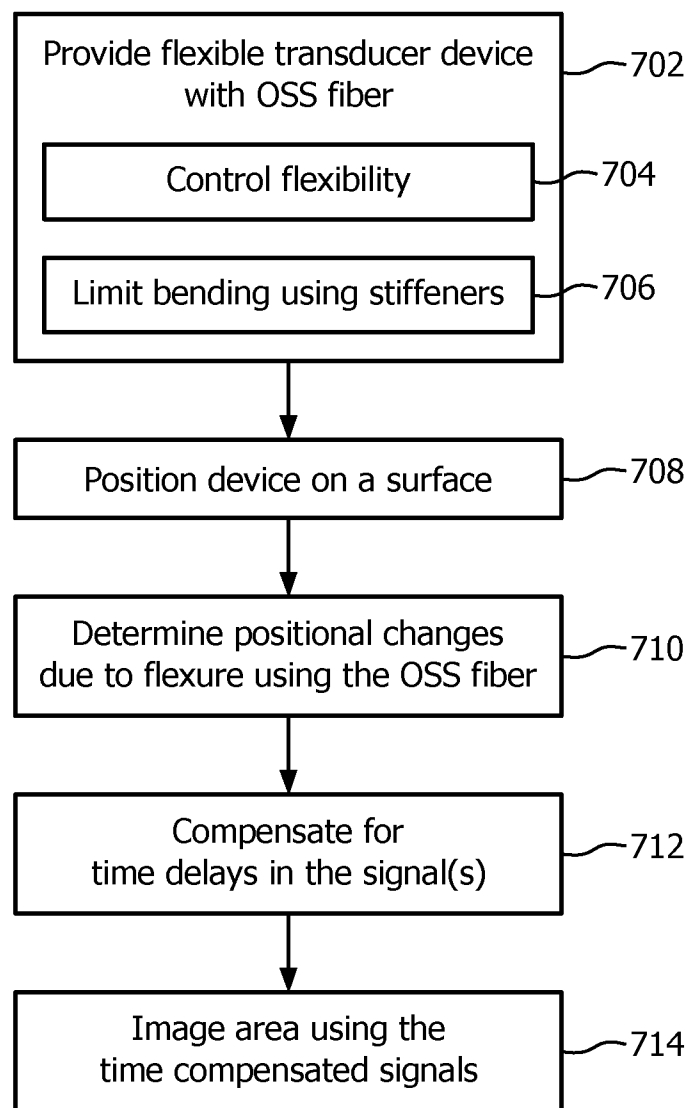 Provide flexible transducer device
with OSS fiber
702
Control flexibility
704
Limit bending using stiffeners
706
Position device on a surface
708
Determine positional changes
due to flexure using the OSS fiber
710
Compensate for
time delays in the signal(s)
712
Image area using the
time compensated signals
714